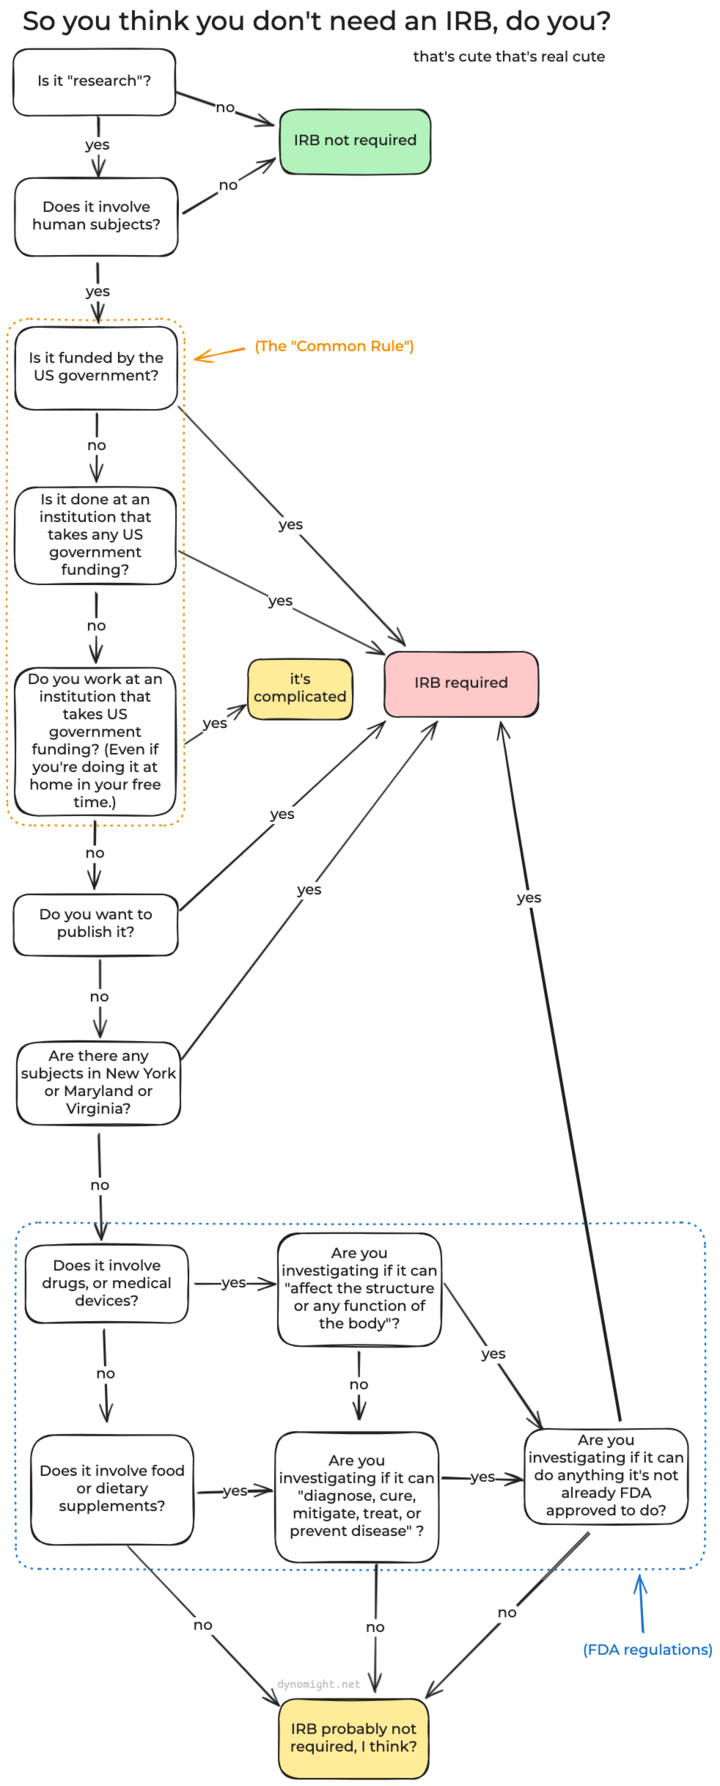 So you think you don't need an IRB, do you?
that's cute that's real cute
Is it "research"?
no
IRB not required
yes
no
Does it involve
human subjects?
yes
(The "Common Rule")
Is it funded by the
US government?
no
yes
Is it done at an
institution that
takes any US
government
funding?
yes
no
Do you work at an
institution that
takes US
government
funding? (Even if
you're doing it at
home in your free
time.)
yes
it's
complicated
IRB required
no
yes
Do you want to
publish it?
yes
yes
no
Are there any
subjects in New York
or Maryland or
Virginia?
no
Does it involve
drugs, or medical
devices?
yes
Are you
investigating if it can
"affect the structure
or any function of
the body"?
yes
no
no
Does it involve food
or dietary
supplements?
yes
Are you
investigating if it can
"diagnose, cure,
mitigate, treat, or
prevent disease" ?
yes
Are you
investigating if it can
do anything it's not
already FDA
approved to do?
no
no
no
(FDA regulations)
dynomight.net
IRB probably not
required, I think?